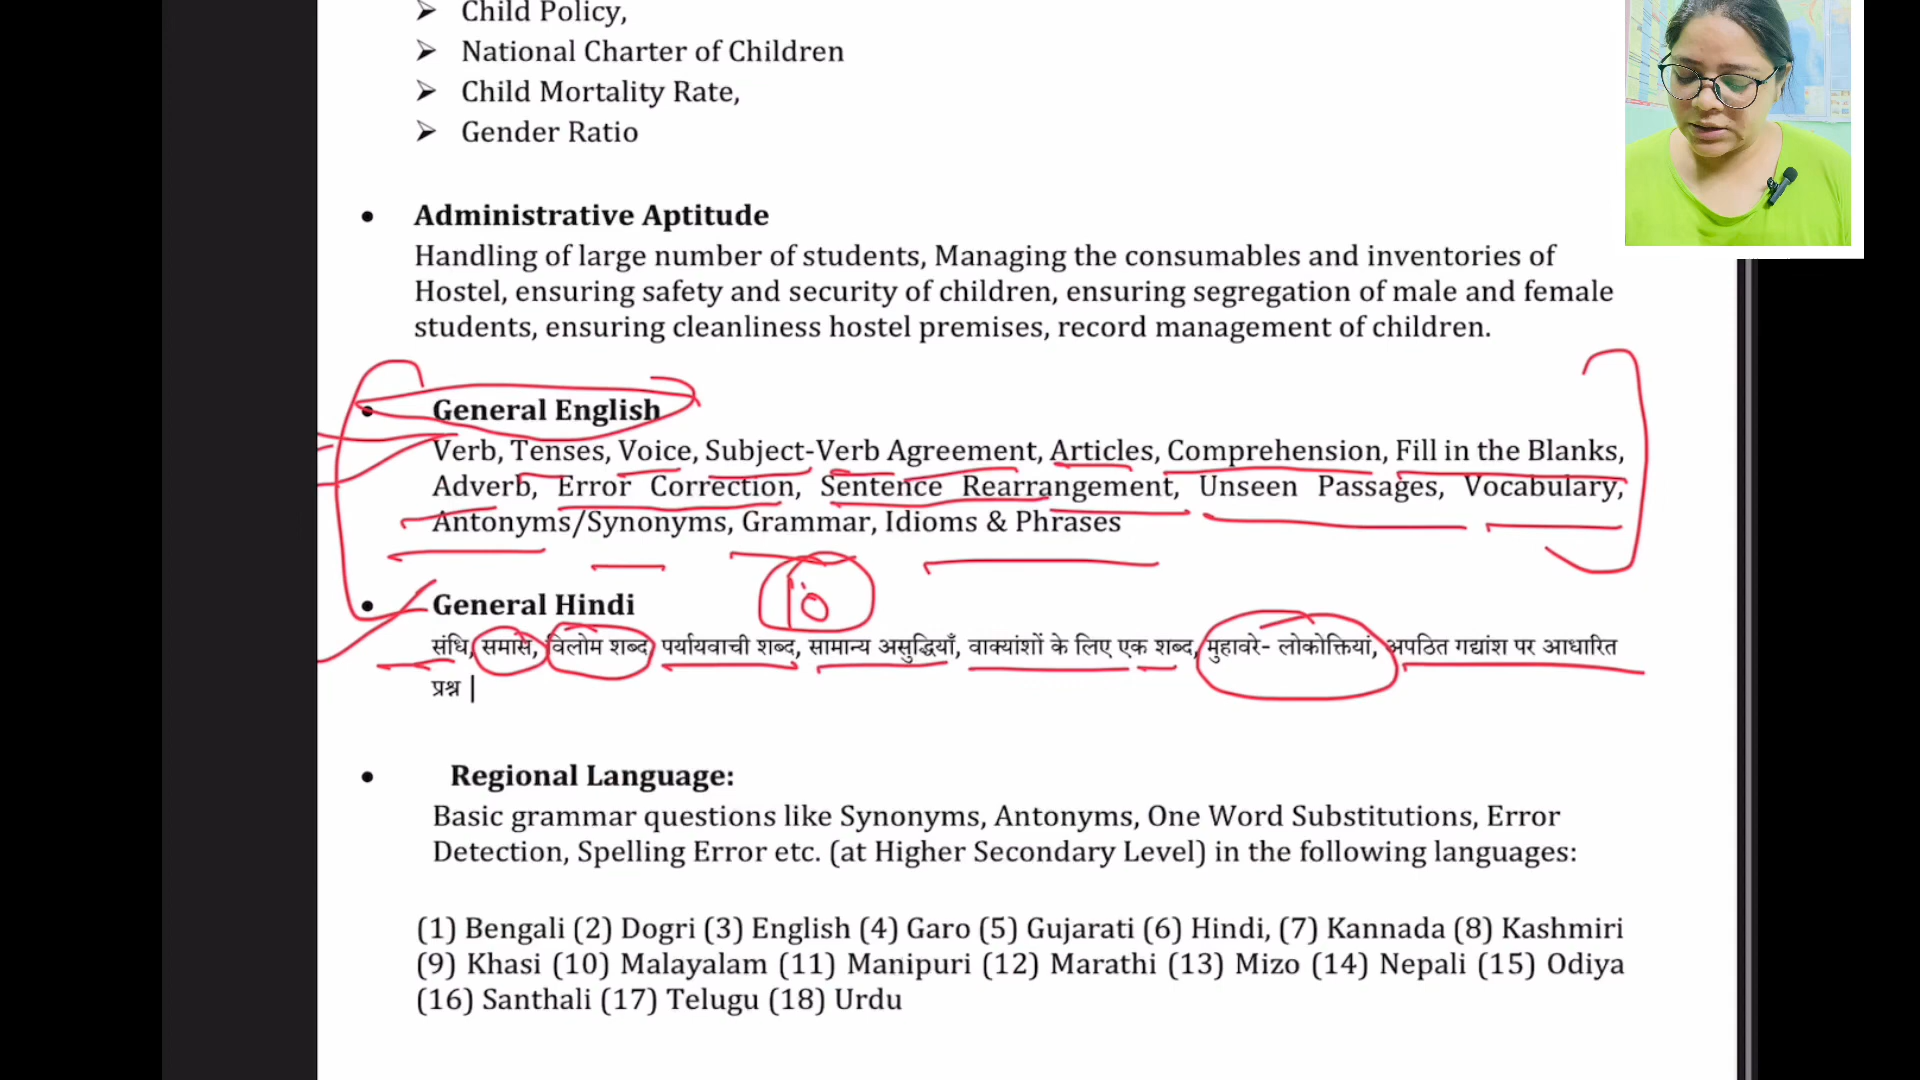 ➢ Child Policy,
➢ National Charter of Children
➢ Child Mortality Rate,
➢ Gender Ratio
• Administrative Aptitude
Handling of large number of students, Managing the consumables and inventories of
Hostel, ensuring safety and security of children, ensuring segregation of male and female
students, ensuring cleanliness hostel premises, record management of children.
• General English
Verb, Tenses, Voice, Subject-Verb Agreement, Articles, Comprehension, Fill in the Blanks,
Adverb, Error Correction, Sentence Rearrangement, Unseen Passages, Vocabulary,
Antonyms/Synonyms, Grammar, Idioms & Phrases
10
• General Hindi
संधि, समास, विलोम शब्द, पर्यायवाची शब्द, सामान्य असुद्धियाँ, वाक्यांशों के लिए एक शब्द, मुहावरे- लोकोक्तियां, अपठित गद्यांश पर आधारित
प्रश्न |
• Regional Language:
Basic grammar questions like Synonyms, Antonyms, One Word Substitutions, Error
Detection, Spelling Error etc. (at Higher Secondary Level) in the following languages:
(1) Bengali (2) Dogri (3) English (4) Garo (5) Gujarati (6) Hindi, (7) Kannada (8) Kashmiri
(9) Khasi (10) Malayalam (11) Manipuri (12) Marathi (13) Mizo (14) Nepali (15) Odiya
(16) Santhali (17) Telugu (18) Urdu